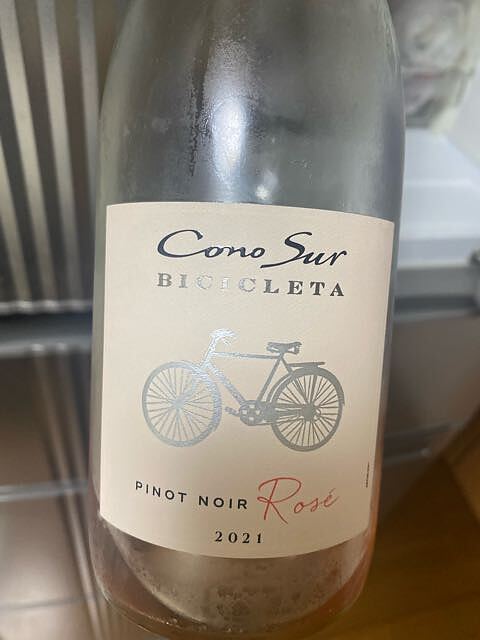 Cono Sur
BICICLETA
PINOT NOIR Rosé
2021